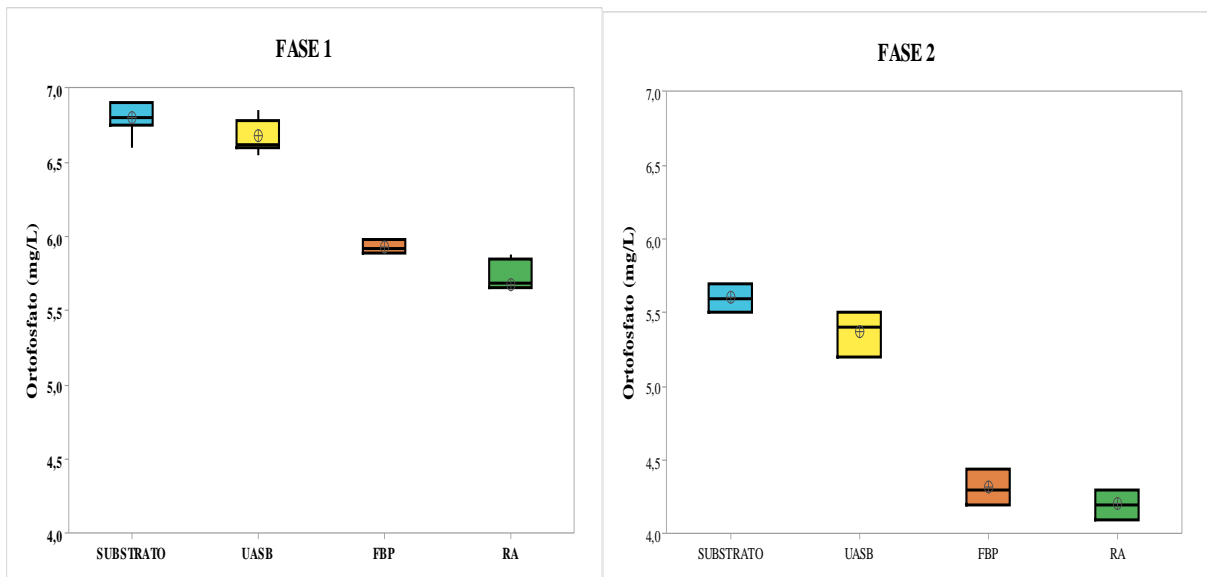 FASE 1
Ortofosfato (mg/L)
7,0
6,5
6,0
5,5
5,0
4,5
4,0
SUBSTRATO UASB FBP RA
FASE 2
Ortofosfato (mg/L)
7,0
6,5
6,0
5,5
5,0
4,5
4,0
SUBSTRATO UASB FBP RA